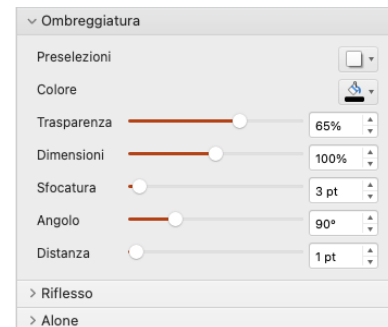 Ombreggiatura
Preselezioni
Colore
Trasparenza 65%
Dimensioni 100%
Sfocatura 3 pt
Angolo 90°
Distanza 1 pt
Riflesso
Alone